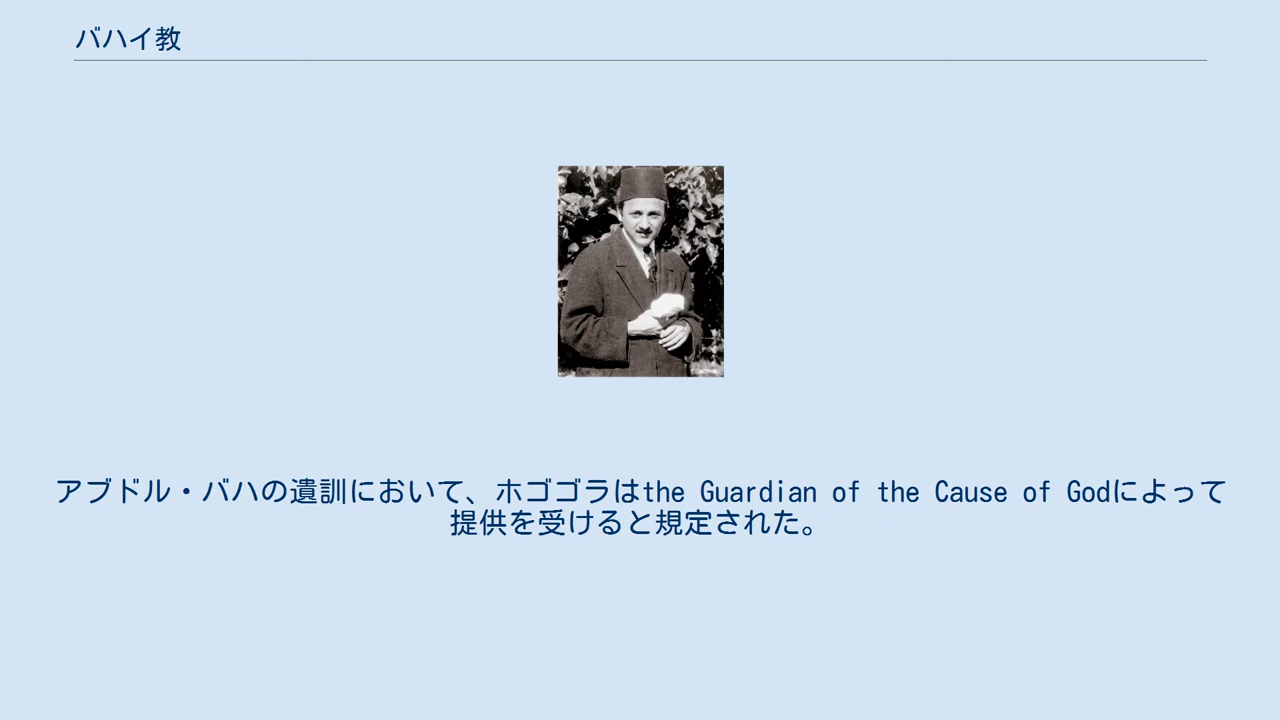 バハイ教
アブドル・バハの遺訓において、ホゴゴラはthe Guardian of the Cause of Godによって
提供を受けると規定された。